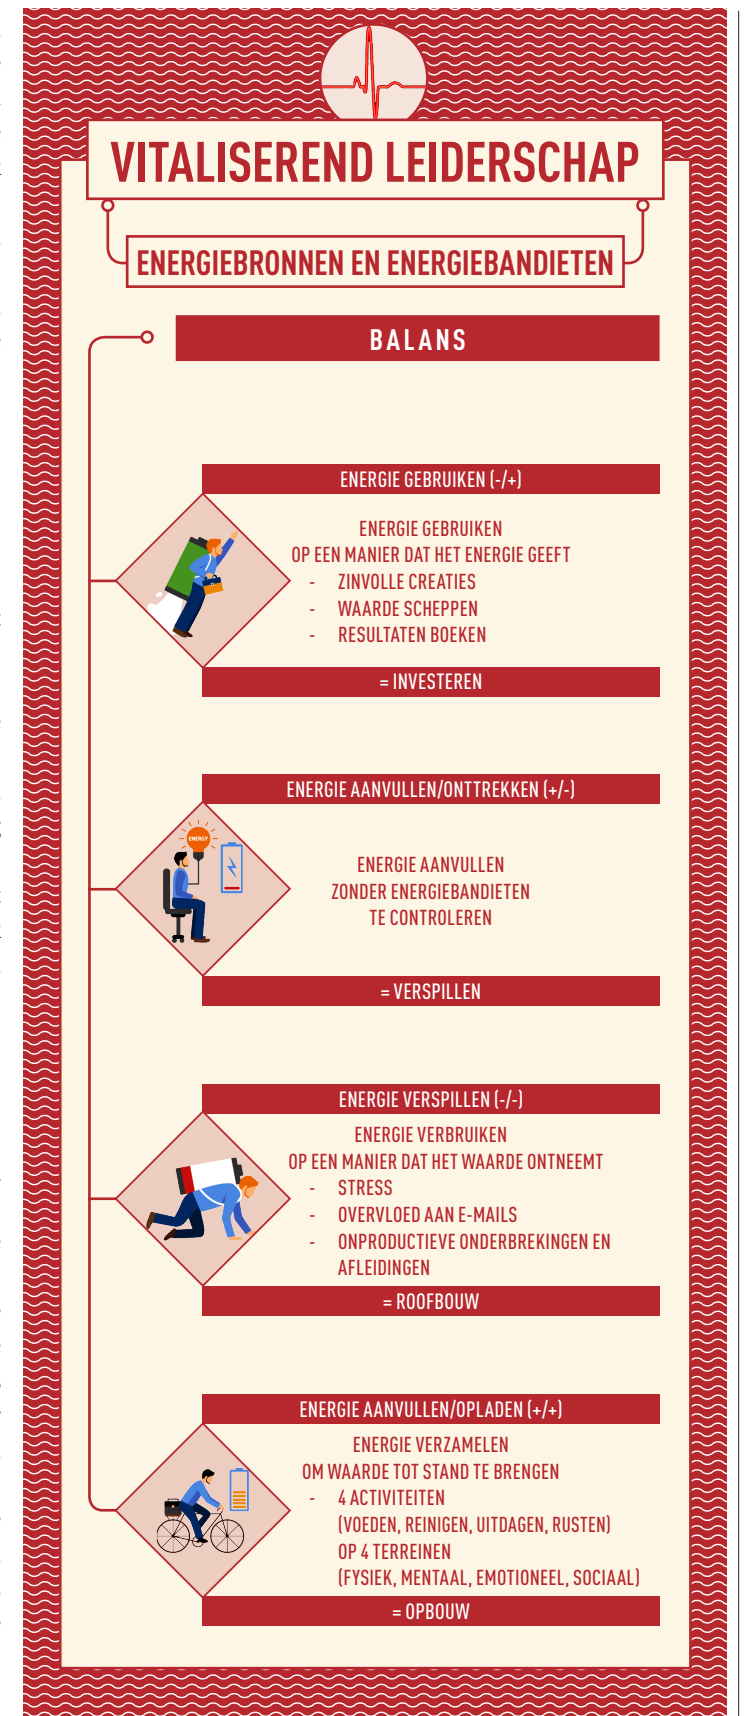 VITALISEREND LEIDERSCHAP
ENERGIEBRONNEN EN ENERGIEBANDIETEN
BALANS
ENERGIE GEBRUIKEN (-/+)
ENERGIE GEBRUIKEN
OP EEN MANIER DAT HET ENERGIE GEEFT
- ZINVOLLE CREATIES
- WAARDE SCHEPPEN
- RESULTATEN BOEKEN
= INVESTEREN
ENERGIE AANVULLEN/ONTTREKKEN (+/-)
ENERGY
ENERGIE AANVULLEN
ZONDER ENERGIEBANDIETEN
TE CONTROLEREN
= VERSPILLEN
ENERGIE VERSPILLEN (-/-)
ENERGIE VERBRUIKEN
OP EEN MANIER DAT HET WAARDE ONTNEEMT
- STRESS
- OVERVLOED AAN E-MAILS
- ONPRODUCTIEVE ONDERBREKINGEN EN
AFLEIDINGEN
= ROOFBOUW
ENERGIE AANVULLEN/OPLADEN (+/+)
ENERGIE VERZAMELEN
OM WAARDE TOT STAND TE BRENGEN
- 4 ACTIVITEITEN
(VOEDEN, REINIGEN, UITDAGEN, RUSTEN)
OP 4 TERREINEN
(FYSIEK, MENTAAL, EMOTIONEEL, SOCIAAL)
= OPBOUW